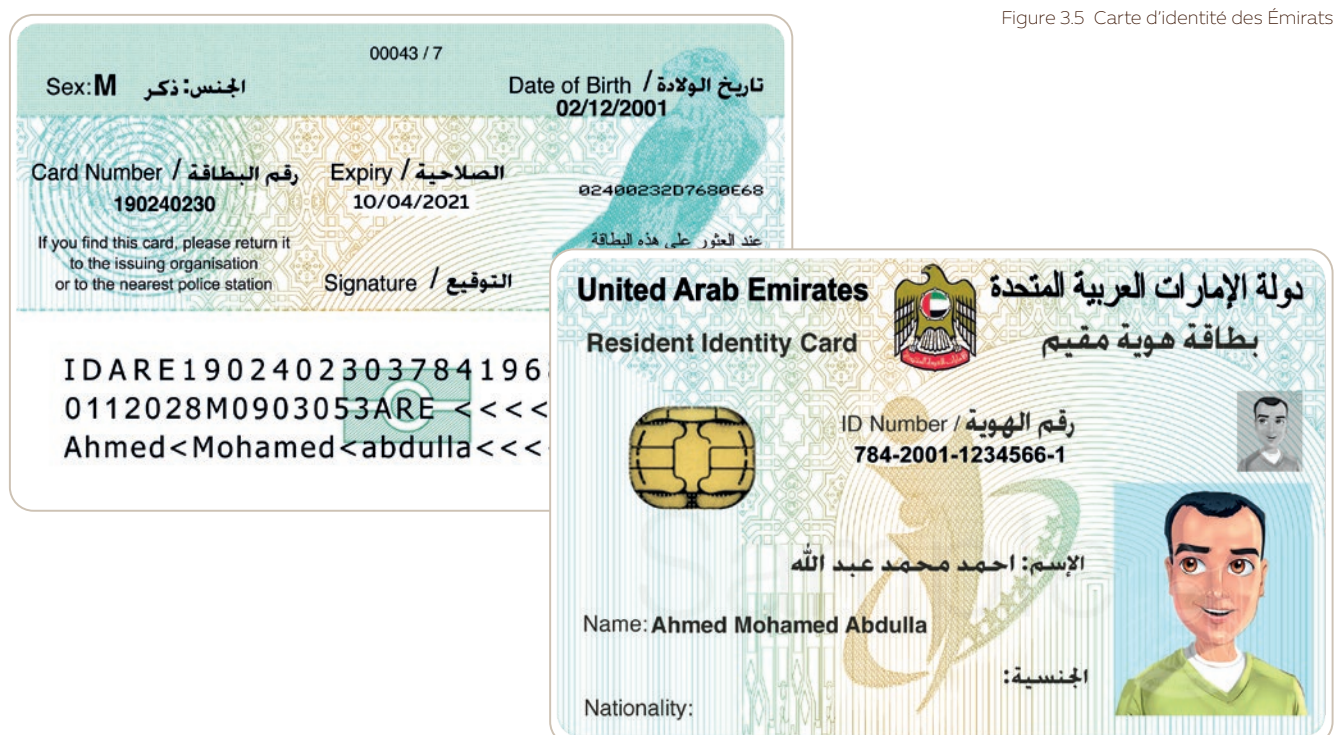 Figure 3.5 Carte d'identité des Émirats
00043 / 7
Sex: M الجنس: ذكر
Date of Birth / تاريخ الولادة
02/12/2001
Card Number / رقم البطاقة
190240230
Expiry / الصلاحية
10/04/2021
02400232D7680E68
If you find this card, please return it
to the issuing organisation
or to the nearest police station
عند العثور على هذه البطاقة
Signature / التوقيع
IDARE1902402303784196
0112028M0903053ARE <<<<
Ahmed<Mohamed<abdulla<<<
United Arab Emirates دولة الإمارات العربية المتحدة
Resident Identity Card بطاقة هوية مقيم
ID Number / رقم الهوية
784-2001-1234566-1
الإسم: احمد محمد عبد الله
Name: Ahmed Mohamed Abdulla
الجنسية:
Nationality: